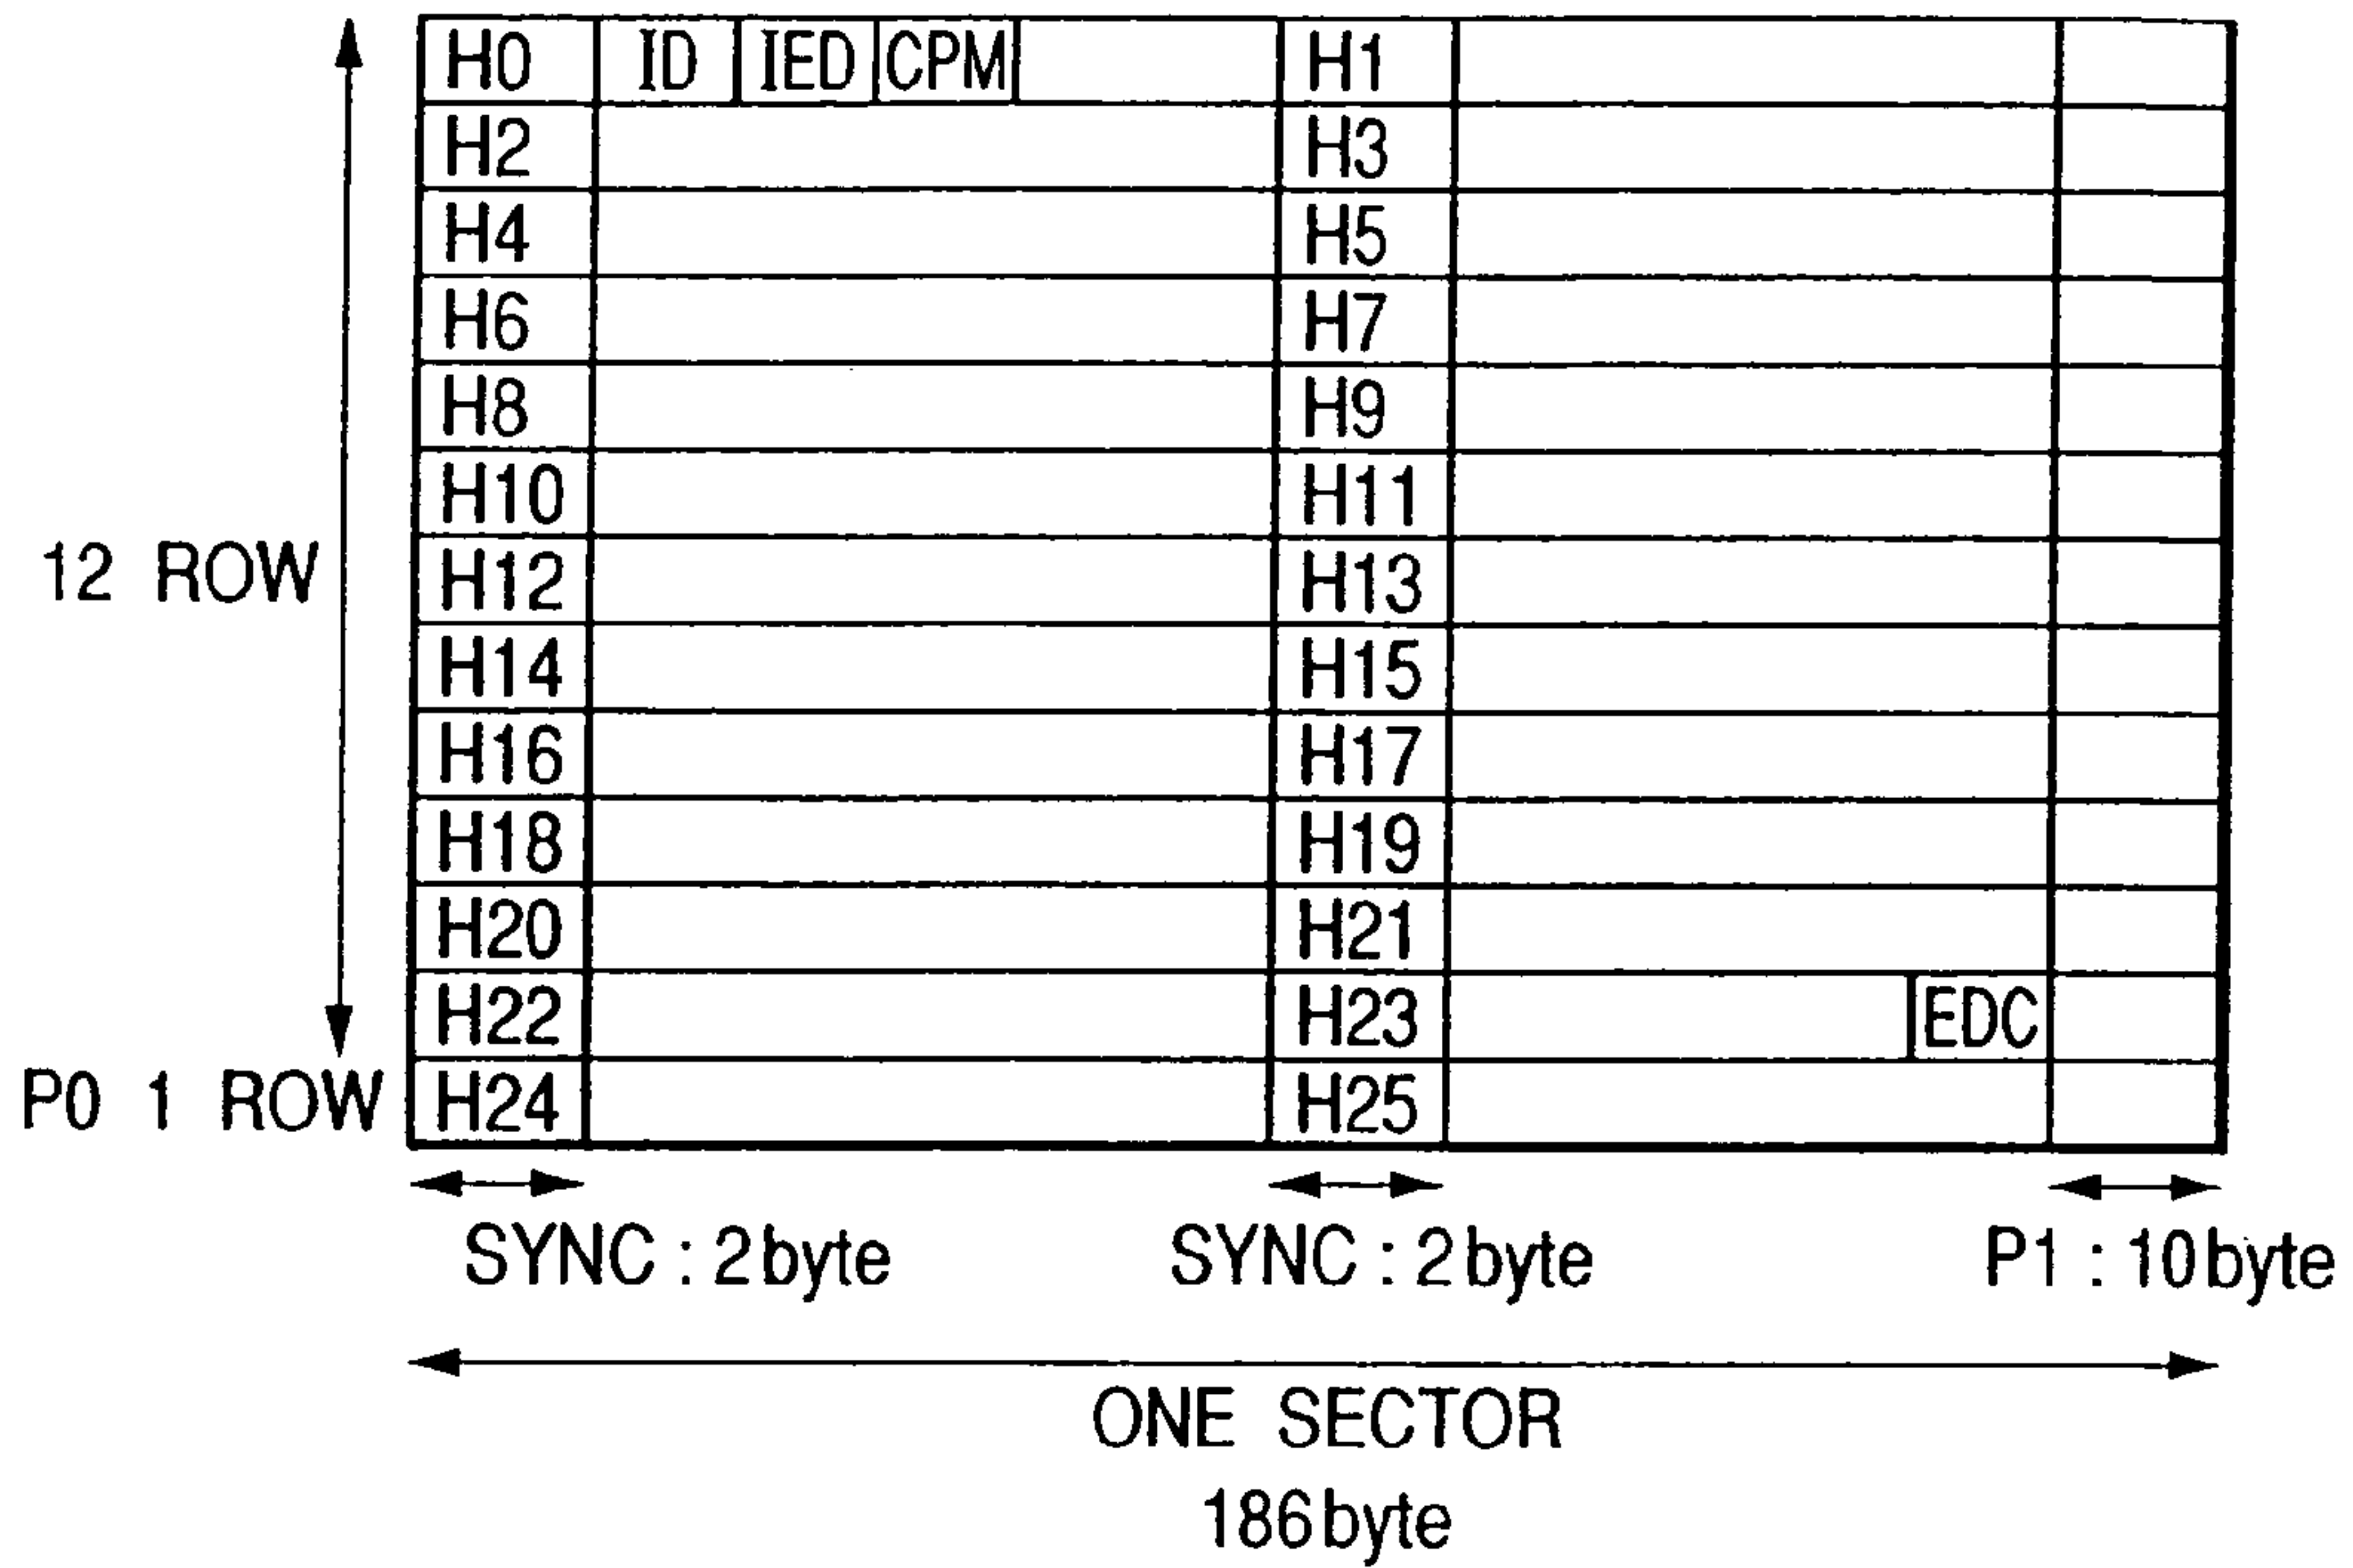 H0 ID IED CPM H1
H2 H3
H4 H5
H6 H7
H8 H9
H10 H11
12 ROW H12 H13
H14 H15
H16 H17
H18 H19
H20 H21
H22 H23 EDC
P0 1 ROW H24 H25
SYNC : 2 byte SYNC : 2 byte P1 : 10 byte
ONE SECTOR
186 byte